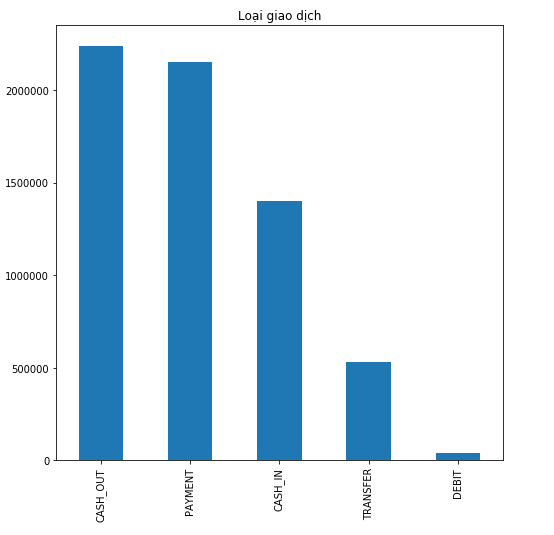 Loại giao dịch
2000000
1500000
1000000
500000
0
CASH_OUT
PAYMENT
CASH_IN
TRANSFER
DEBIT